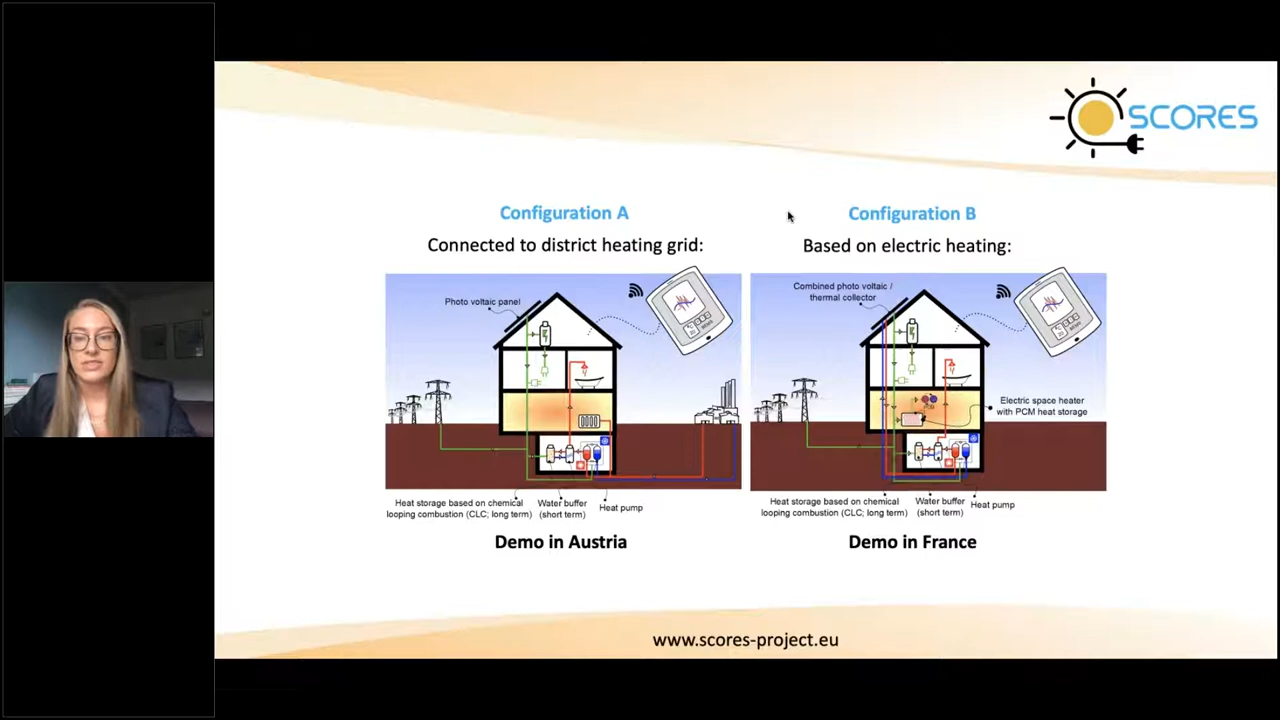 SCORES
Configuration A
Connected to district heating grid:
Photo voltaic panel
Heat storage based on chemical
looping combustion (CLC; long term)
Water buffer
(short term)
Heat pump
Demo in Austria
Configuration B
Based on electric heating:
Combined photo voltaic /
thermal collector
Electric space heater
with PCM heat storage
Heat storage based on chemical
looping combustion (CLC; long term)
Water buffer
(short term)
Heat pump
Demo in France
www.scores-project.eu